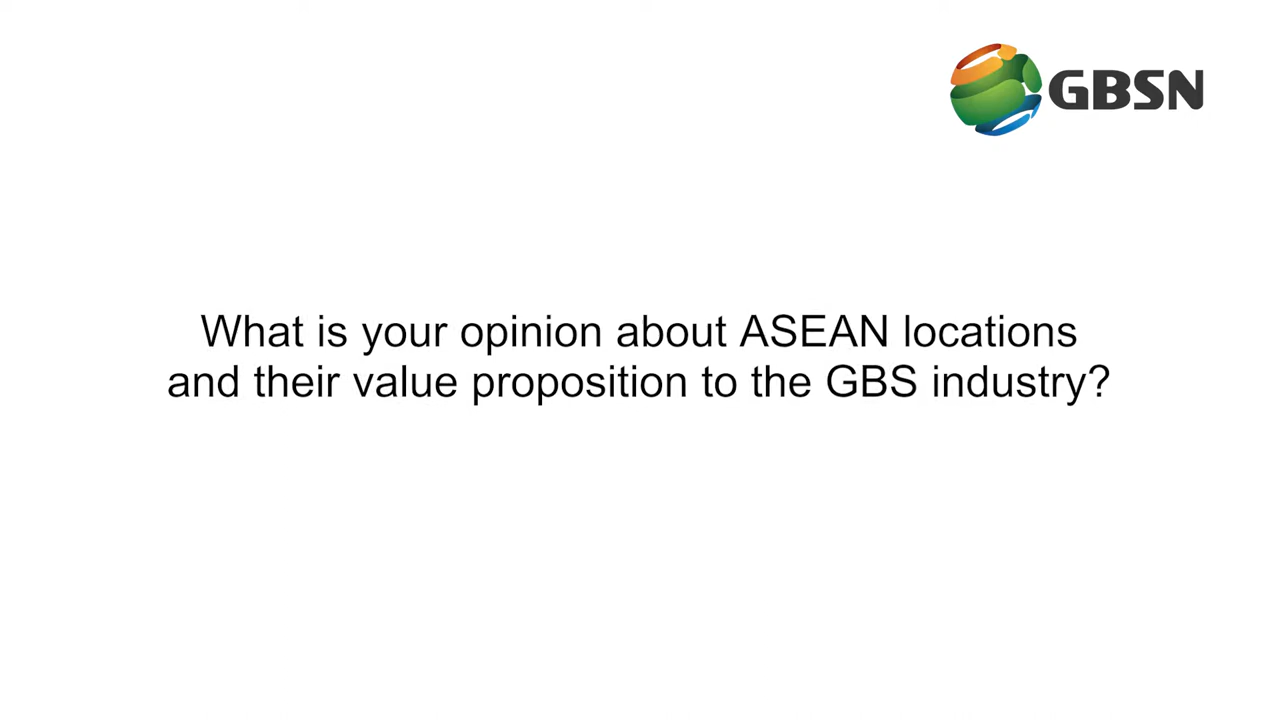 GBSN
What is your opinion about ASEAN locations
and their value proposition to the GBS industry?